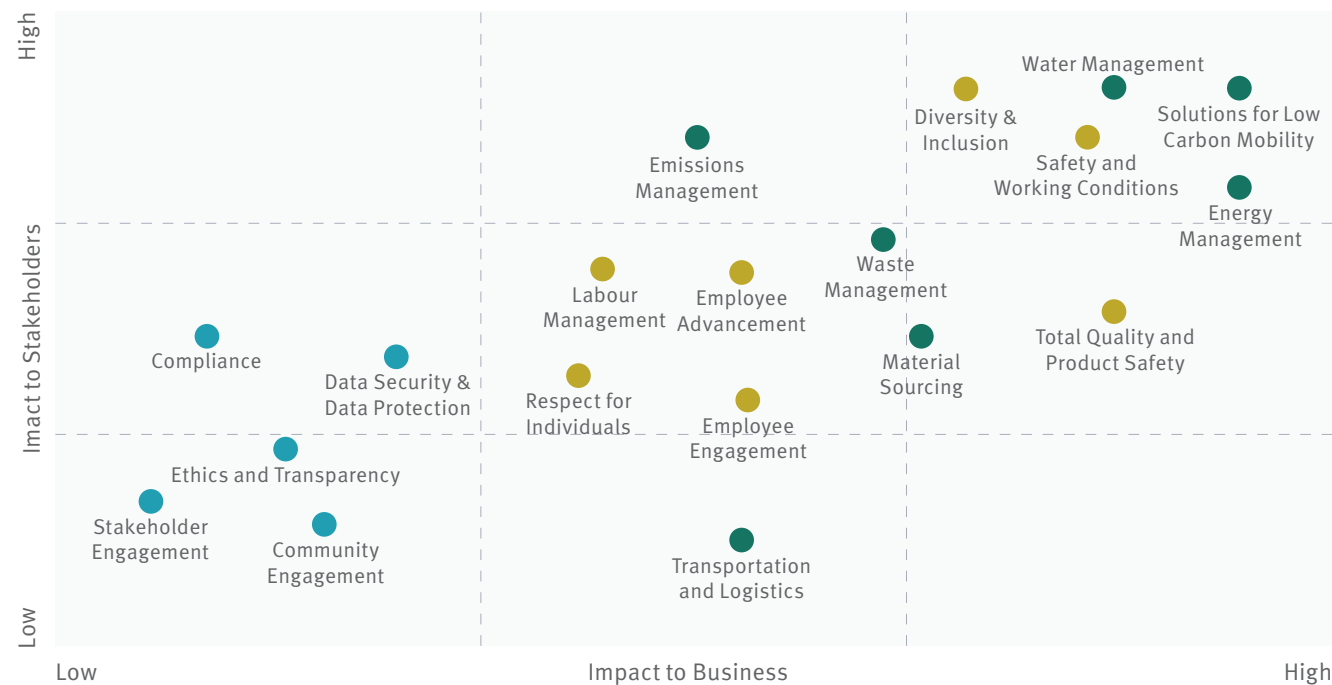 High
Water Management
Diversity &
Inclusion
Solutions for Low
Carbon Mobility
Emissions
Management
Safety and
Working Conditions
Energy
Management
Imact to Stakeholders
Waste
Management
Labour
Management
Employee
Advancement
Compliance
Data Security &
Data Protection
Material
Sourcing
Total Quality and
Product Safety
Respect for
Individuals
Employee
Engagement
Ethics and Transparency
Stakeholder
Engagement
Community
Engagement
Transportation
and Logistics
Low
Low
Impact to Business
High